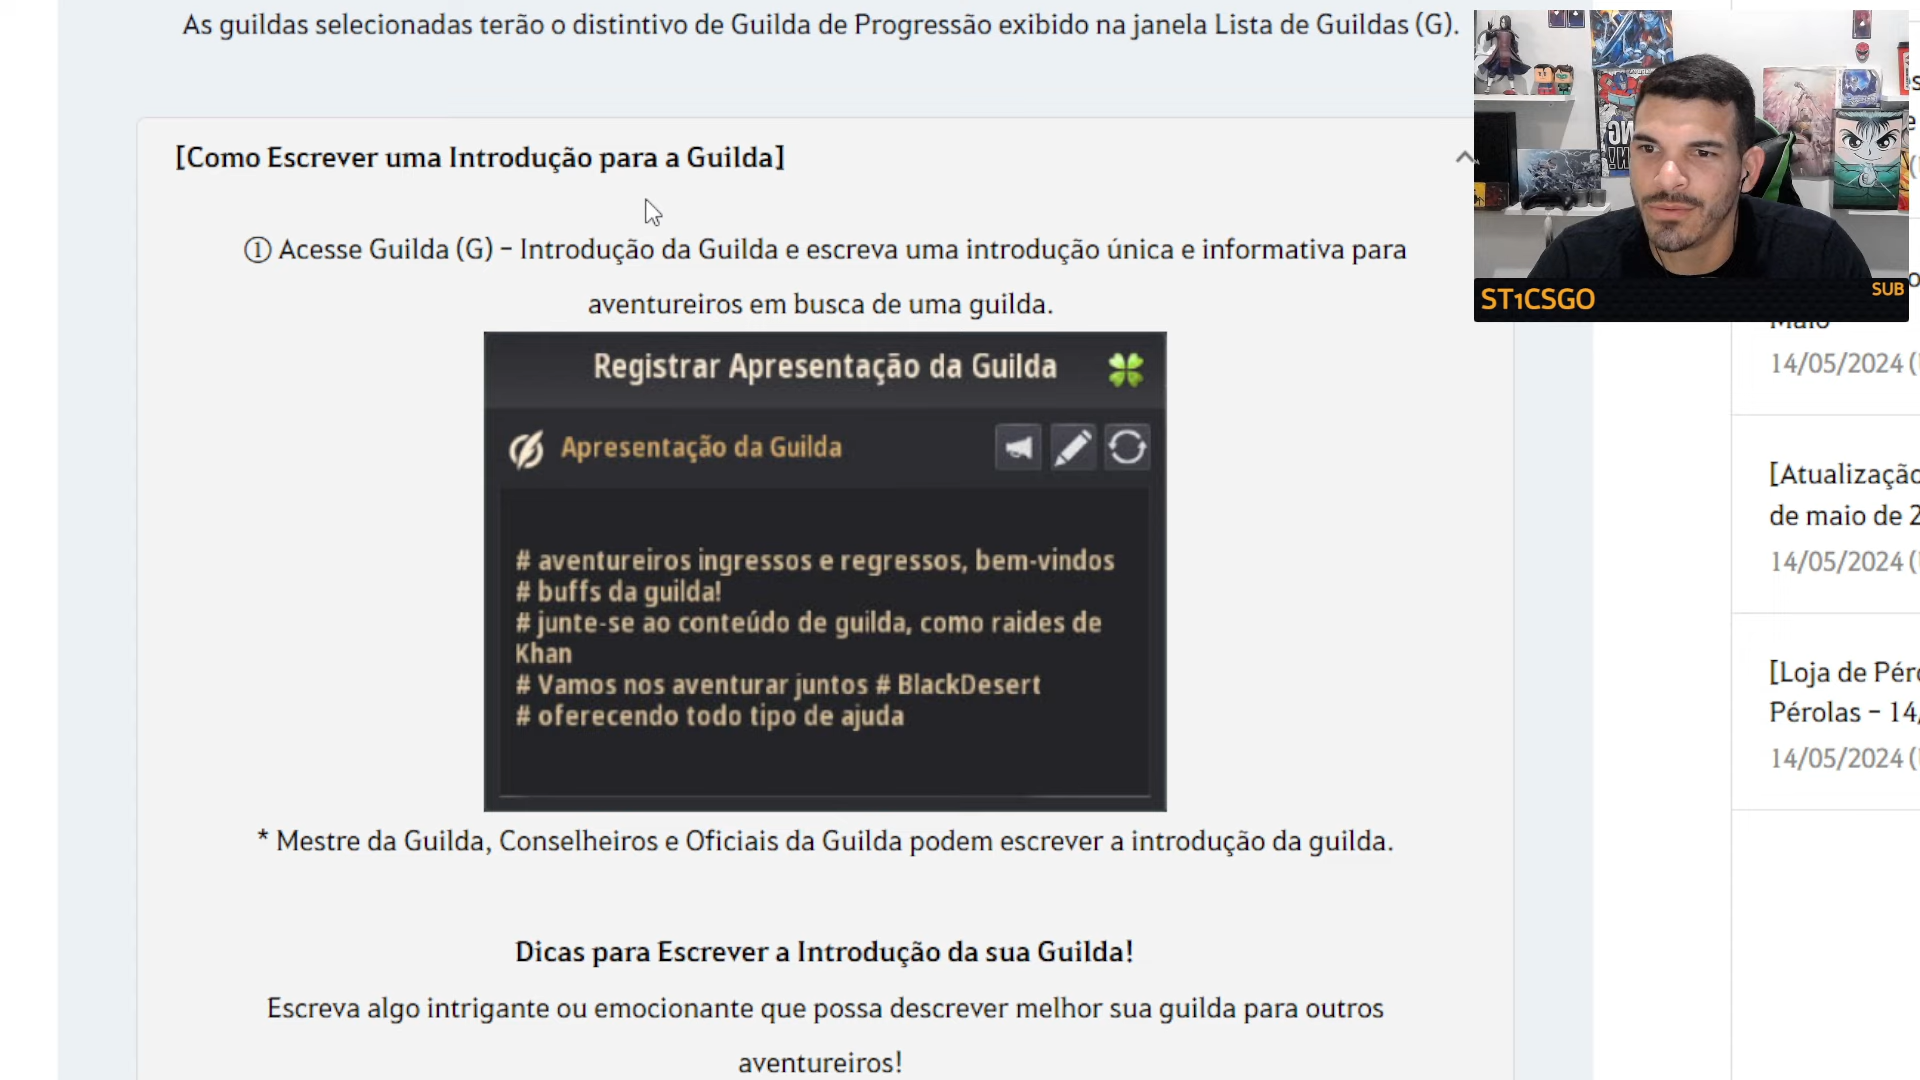 As guildas selecionadas terão o distintivo de Guilda de Progressão exibido na janela Lista de Guildas (G).
[Como Escrever uma Introdução para a Guilda]
① Acesse Guilda (G) – Introdução da Guilda e escreva uma introdução única e informativa para
aventureiros em busca de uma guilda.
Registrar Apresentação da Guilda
Apresentação da Guilda
# aventureiros ingressos e regressos, bem-vindos
# buffs da guilda!
# junte-se ao conteúdo de guilda, como raides de
Khan
# Vamos nos aventurar juntos # BlackDesert
# oferecendo todo tipo de ajuda
* Mestre da Guilda, Conselheiros e Oficiais da Guilda podem escrever a introdução da guilda.
Dicas para Escrever a Introdução da sua Guilda!
Escreva algo intrigante ou emocionante que possa descrever melhor sua guilda para outros
aventureiros!
ST1CSGO
SUB
Maio
14/05/2024 (
[Atualização
de maio de 2
14/05/2024 (
[Loja de Péro
Pérolas – 14/
14/05/2024 (